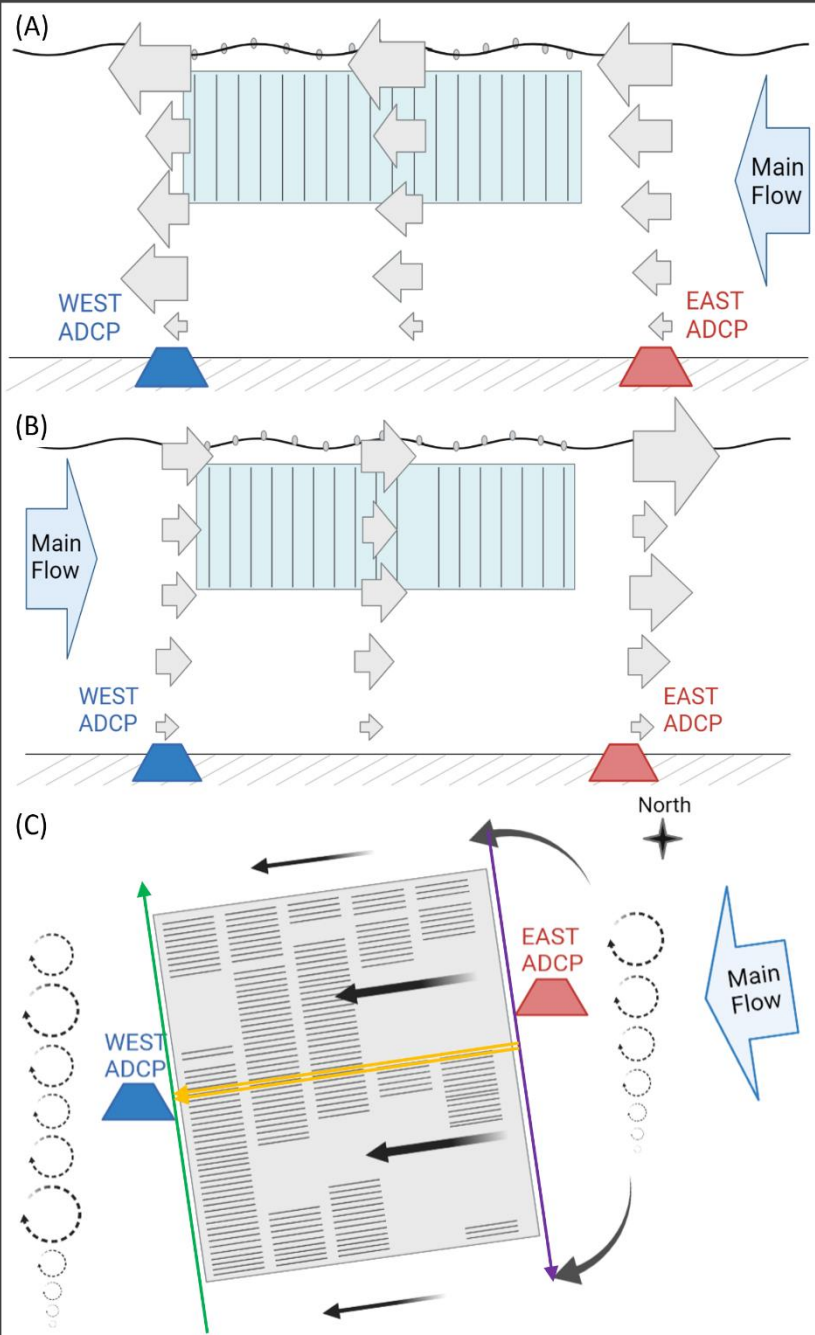 (A)
Main
Flow
WEST
ADCP
EAST
ADCP
(B)
Main
Flow
WEST
ADCP
EAST
ADCP
(C)
North
EAST
ADCP
Main
Flow
WEST
ADCP